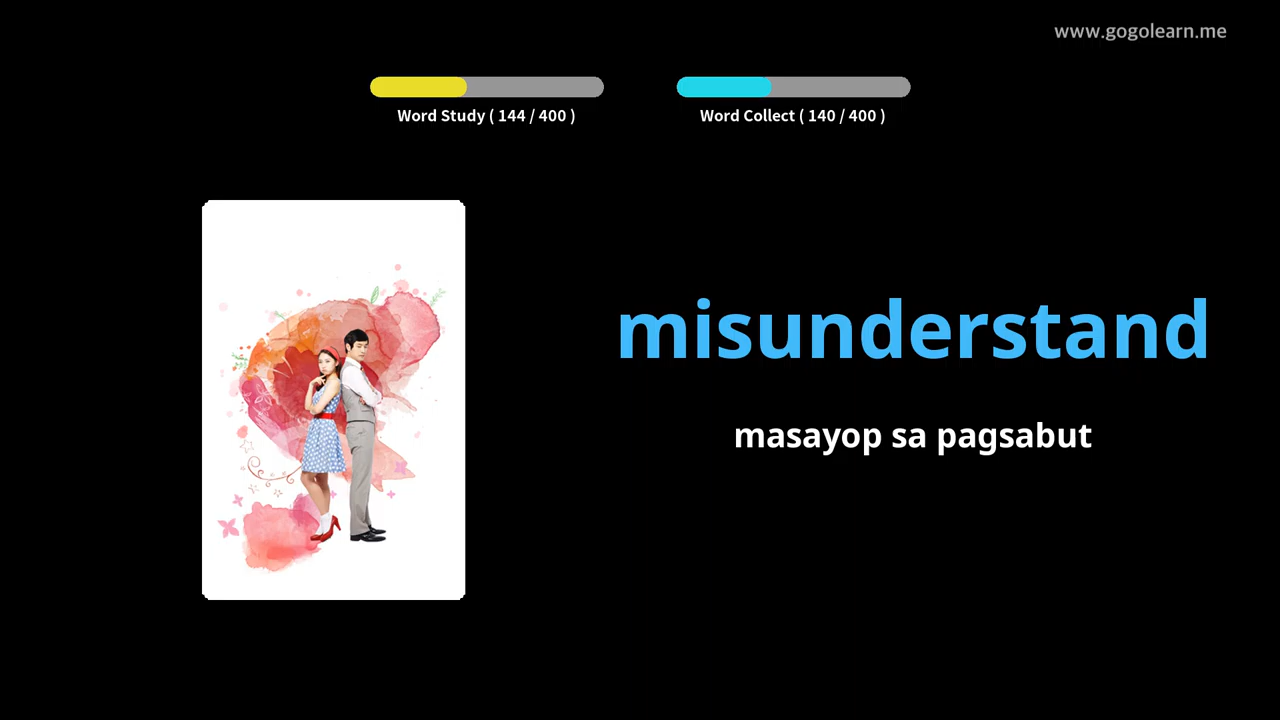 www.gogolearn.me
Word Study ( 144 / 400 )
Word Collect ( 140 / 400 )
misunderstand
masayop sa pagsabut